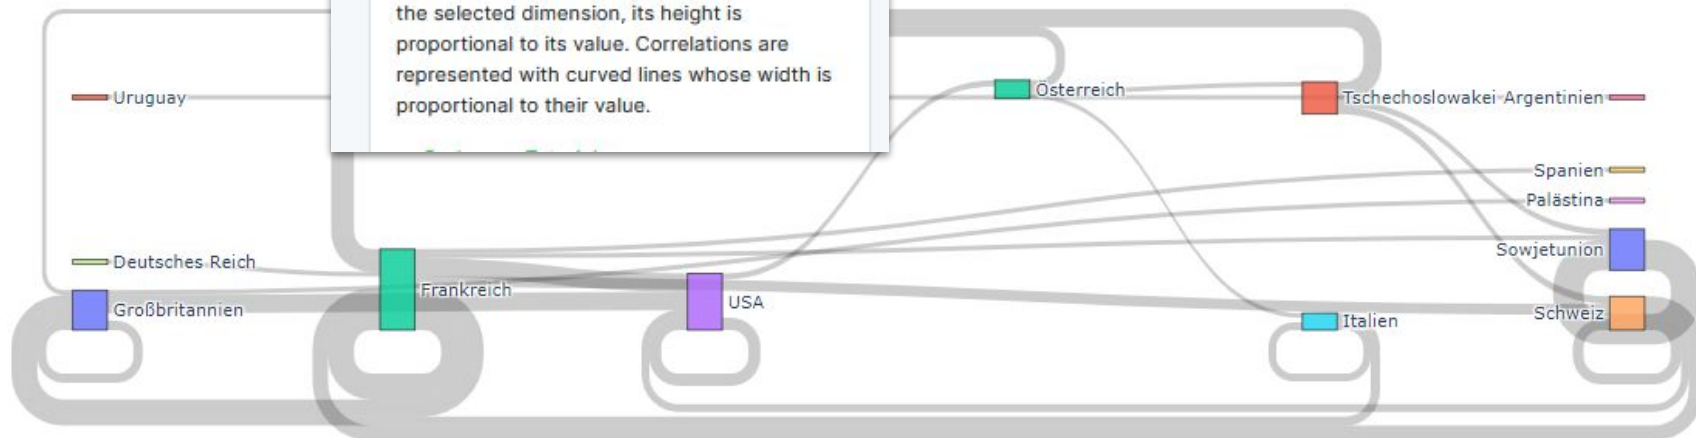 the selected dimension, its height is
proportional to its value. Correlations are
represented with curved lines whose width is
proportional to their value.
Uruguay
Österreich
Tschechoslowakei
Argentinien
Spanien
Palästina
Deutsches Reich
Sowjetunion
Frankreich
Großbritannien
USA
Italien
Schweiz